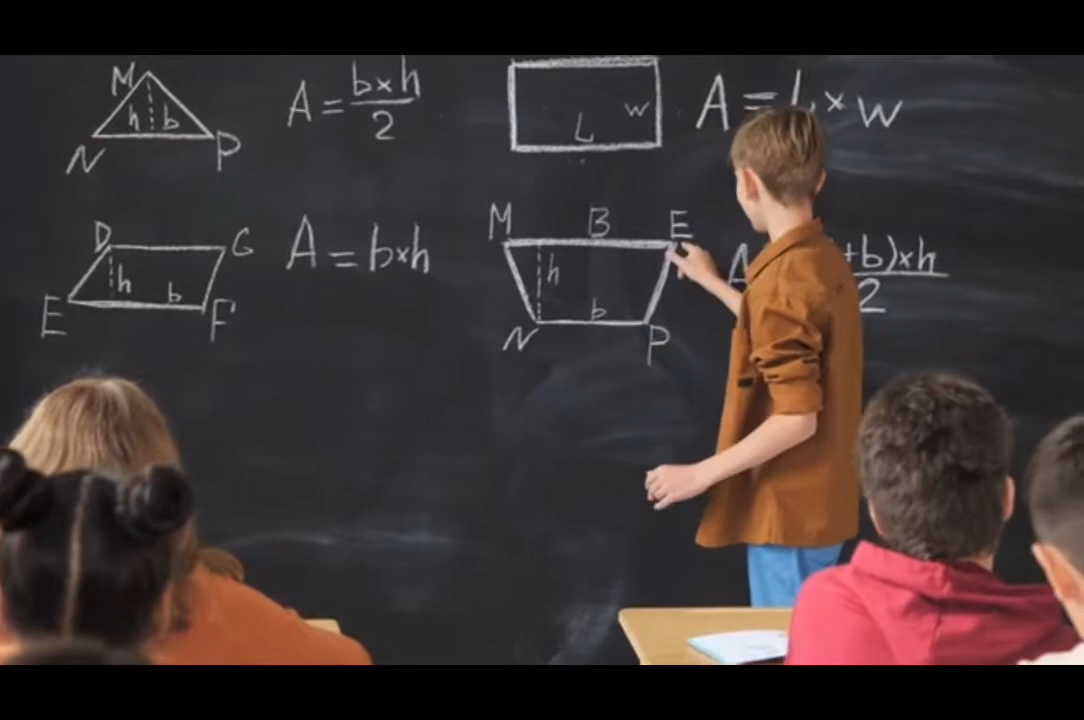 M
h b
N P
A = b×h
2
L w
A = L × w
D G
h b
E F
A = b×h
M B E
h
b
N P
A +b)×h
2